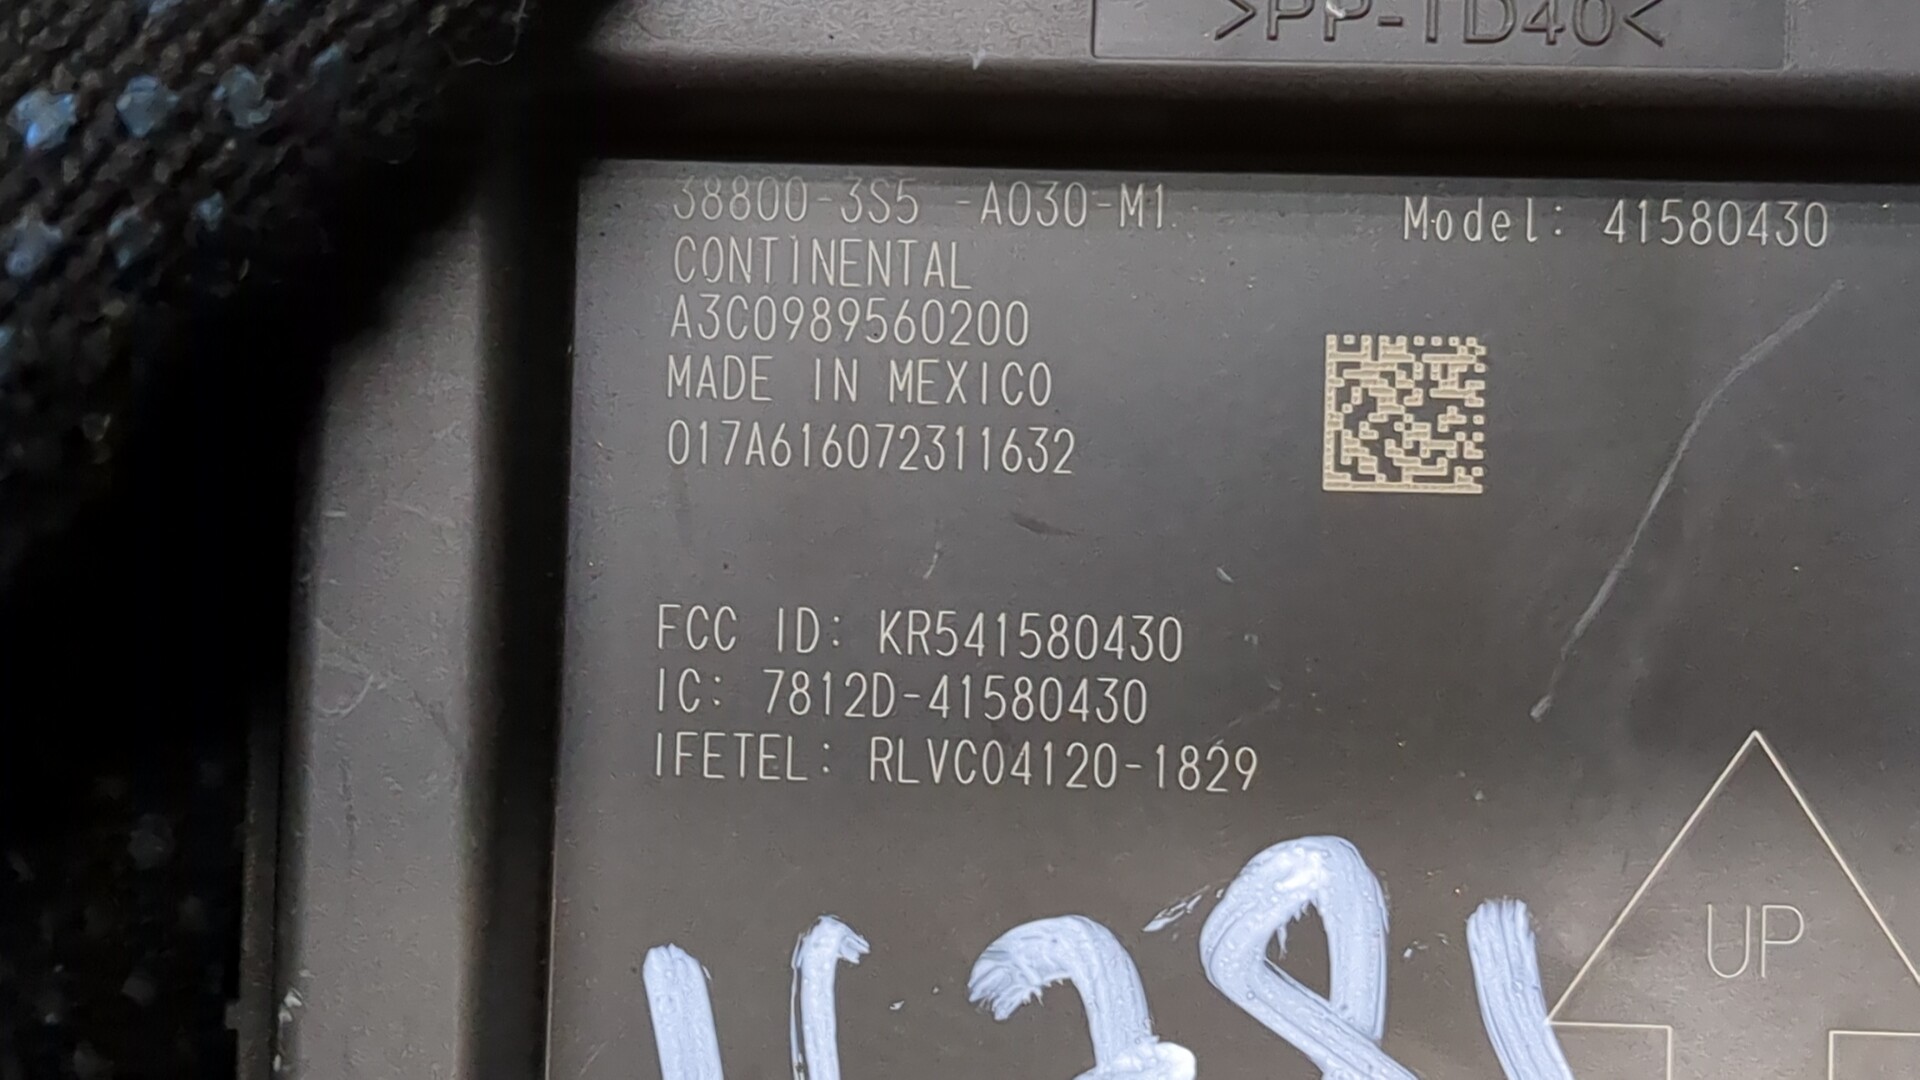 >PP-TD40<
38800-3S5 -A030-M1
Model: 41580430
CONTINENTAL
A3C0989560200
MADE IN MEXICO
017A616072311632
FCC ID: KR541580430
IC: 7812D-41580430
IFETEL: RLVC04120-1829
UP